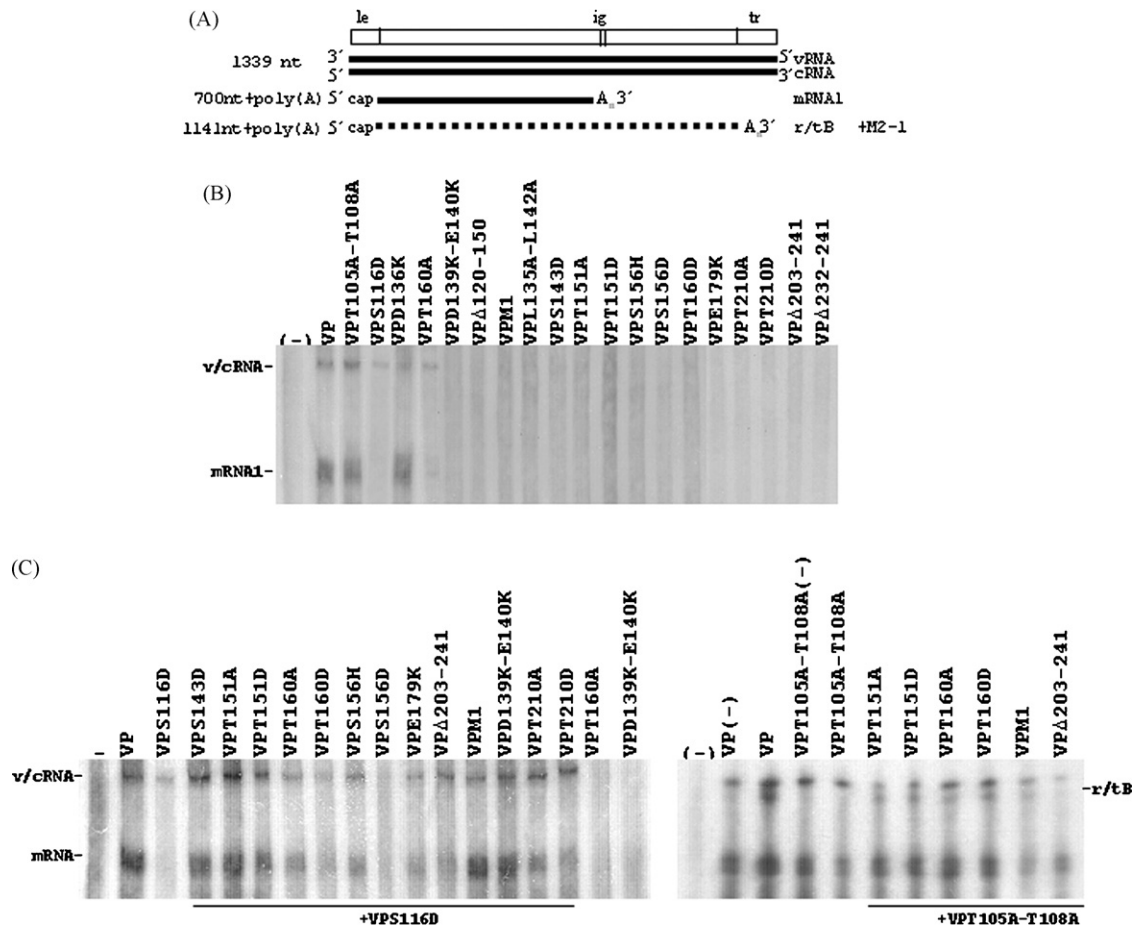 (A)
le ig tr
1339 nt 3´ 5´ vRNA
5´ 3´ cRNA
700nt+poly(A) 5´ cap A 3´ mRNA1
1141nt+poly(A) 5´ cap A 3´ r/tB +M2-1
(B)
(-)
VP
VPT105A-T108A
VPS116D
VPD136K
VPT160A
VPD139K-E140K
VPΔ120-150
VPM1
VPL135A-L142A
VPS143D
VPT151A
VPT151D
VPS156H
VPS156D
VPT160D
VPE179K
VPT210A
VPT210D
VPΔ203-241
VPΔ232-241
v/cRNA-
mRNA1-
(C)
-
VP
VPS116D
VPS143D
VPT151A
VPT151D
VPT160A
VPT160D
VPS156H
VPS156D
VPE179K
VPΔ203-241
VPM1
VPD139K-E140K
VPT210A
VPT210D
VPT160A
VPD139K-E140K
v/cRNA-
mRNA-
+VPS116D
(-)
VP(-)
VP
VPT105A-T108A(-)
VPT105A-T108A
VPT151A
VPT151D
VPT160A
VPT160D
VPM1
VPΔ203-241
-r/tB
+VPT105A-T108A